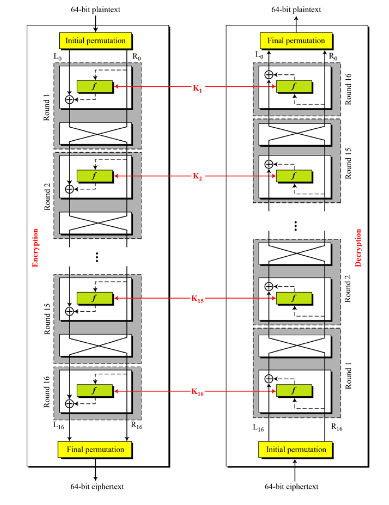 64-bit plaintext
Initial permutation
L0
R0
f
Round 1
f
Round 2
Encryption
...
f
Round 15
f
Round 16
L16
R16
Final permutation
64-bit ciphertext
K1
K2
K15
K16
64-bit plaintext
Final permutation
L0
R0
f
Round 16
f
Round 15
Decryption
...
f
Round 2
f
Round 1
L16
R16
Initial permutation
64-bit ciphertext